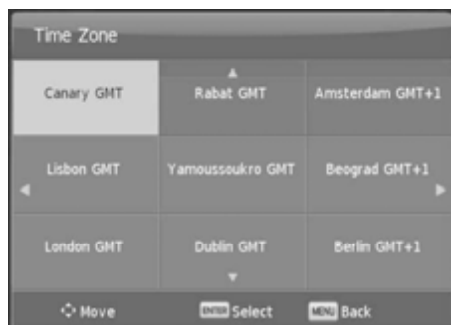 Time Zone
Canary GMT Rabat GMT Amsterdam GMT+1
Lisbon GMT Yamoussoukro GMT Beograd GMT+1
London GMT Dublin GMT Berlin GMT+1
Move ENTER Select MENU Back